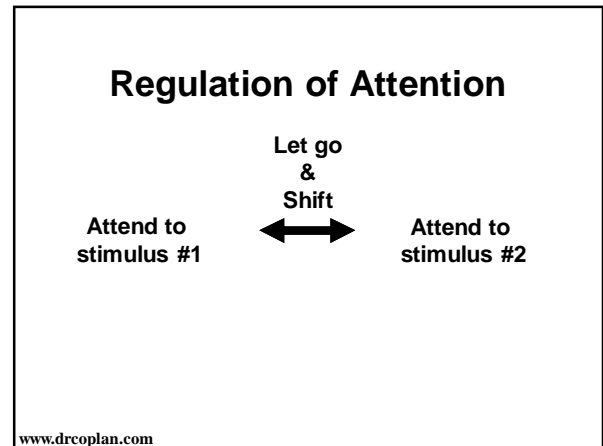 Regulation of Attention
Let go
&
Shift
Attend to
stimulus #1
Attend to
stimulus #2
www.drcoplan.com